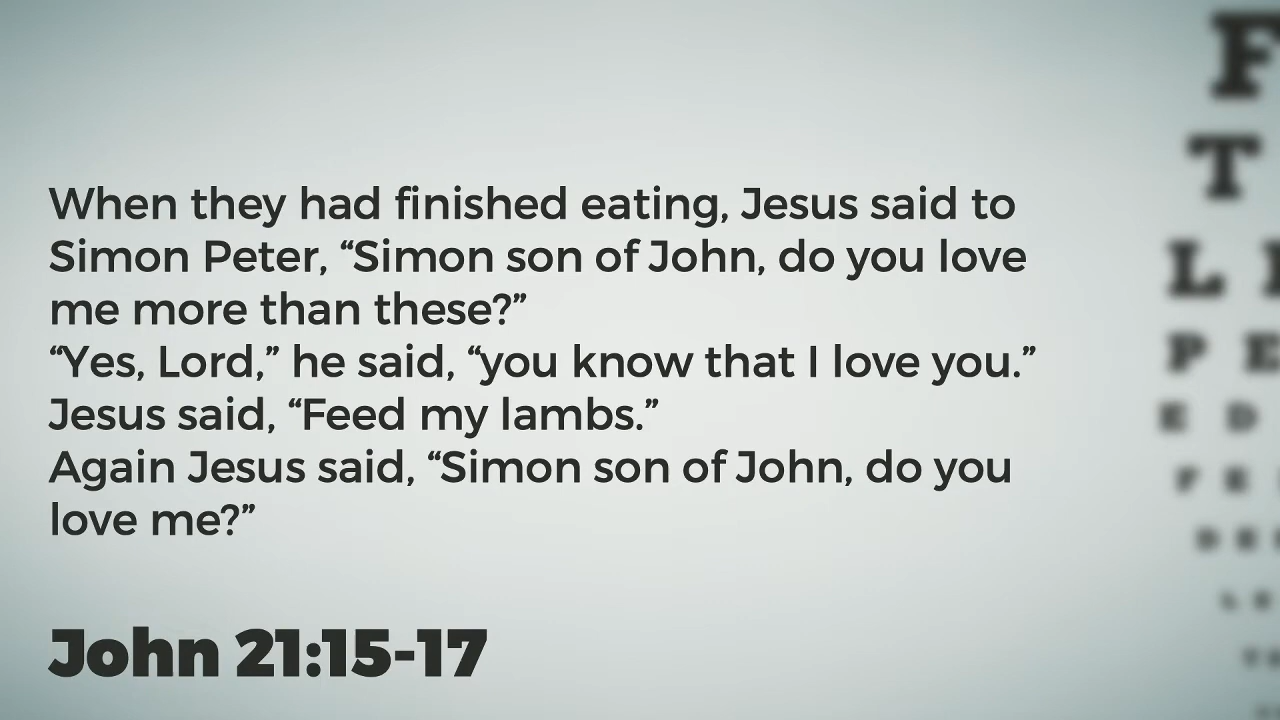 When they had finished eating, Jesus said to
Simon Peter, “Simon son of John, do you love
me more than these?”
“Yes, Lord,” he said, “you know that I love you.”
Jesus said, “Feed my lambs.”
Again Jesus said, “Simon son of John, do you
love me?”
John 21:15-17
F
T
L
P E
E D
F E
D E
L E